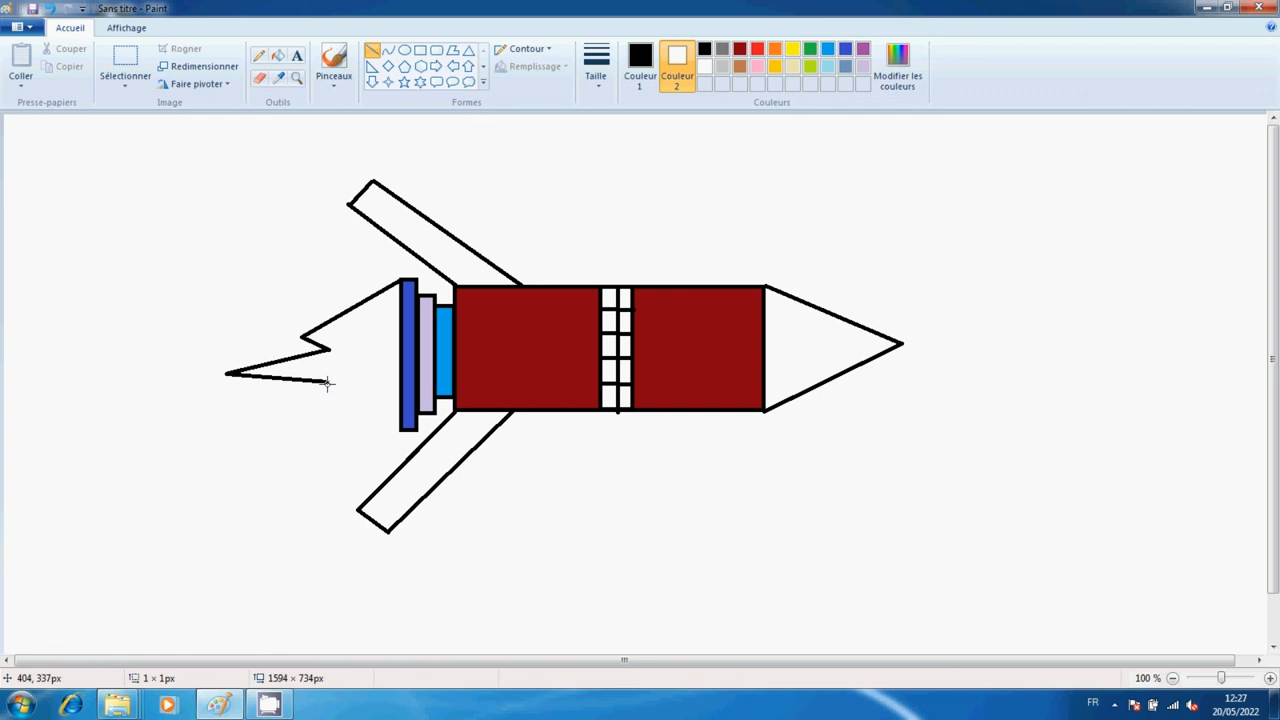 Sans titre - Paint
Accueil
Affichage
Coller
Couper
Copier
Presse-papiers
Sélectionner
Rogner
Redimensionner
Faire pivoter
Image
A
Outils
Pinceaux
Formes
Contour
Remplissage
Taille
Couleur 1
Couleur 2
Modifier les couleurs
Couleurs
404, 337px
1 × 1px
1594 × 734px
100 %
FR
12:27
20/05/2022